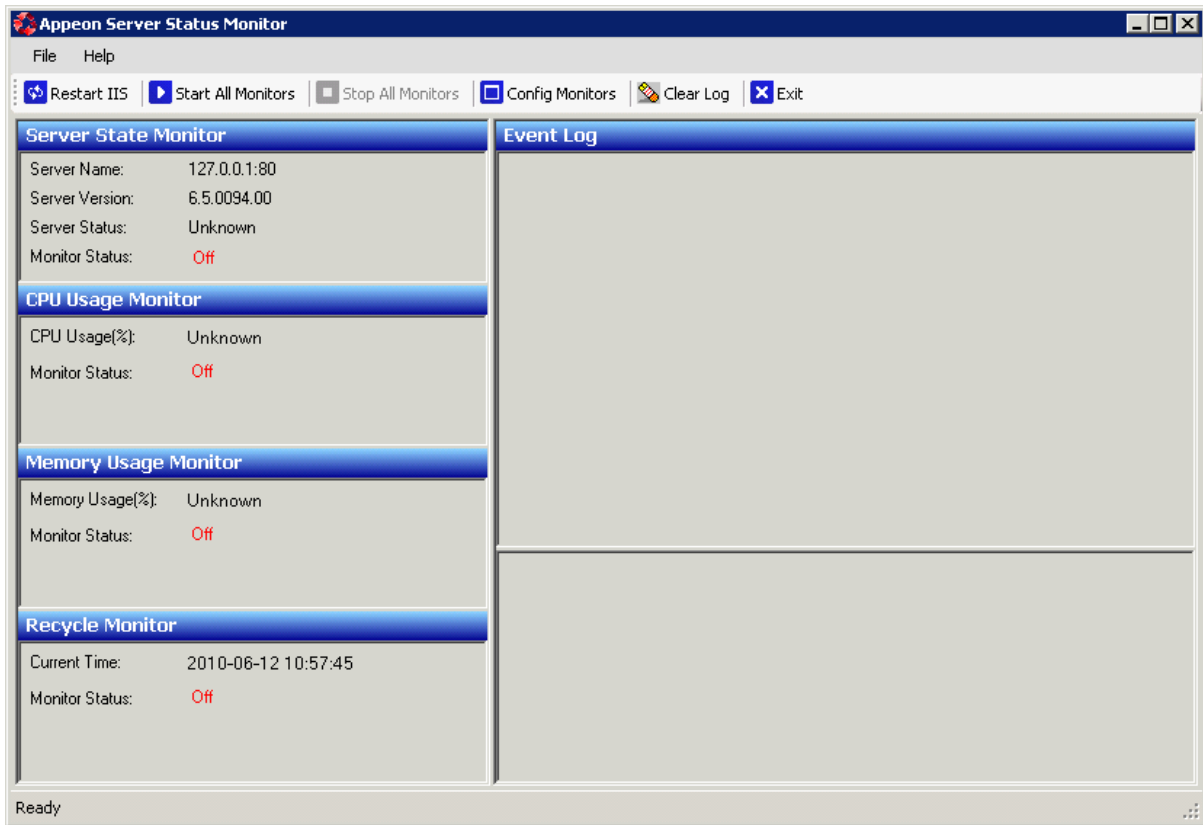 Appeon Server Status Monitor
File Help
Restart IIS Start All Monitors Stop All Monitors Config Monitors Clear Log Exit
Server State Monitor
Server Name: 127.0.0.1:80
Server Version: 6.5.0094.00
Server Status: Unknown
Monitor Status: Off
CPU Usage Monitor
CPU Usage(%): Unknown
Monitor Status: Off
Memory Usage Monitor
Memory Usage(%): Unknown
Monitor Status: Off
Recycle Monitor
Current Time: 2010-06-12 10:57:45
Monitor Status: Off
Event Log
Ready